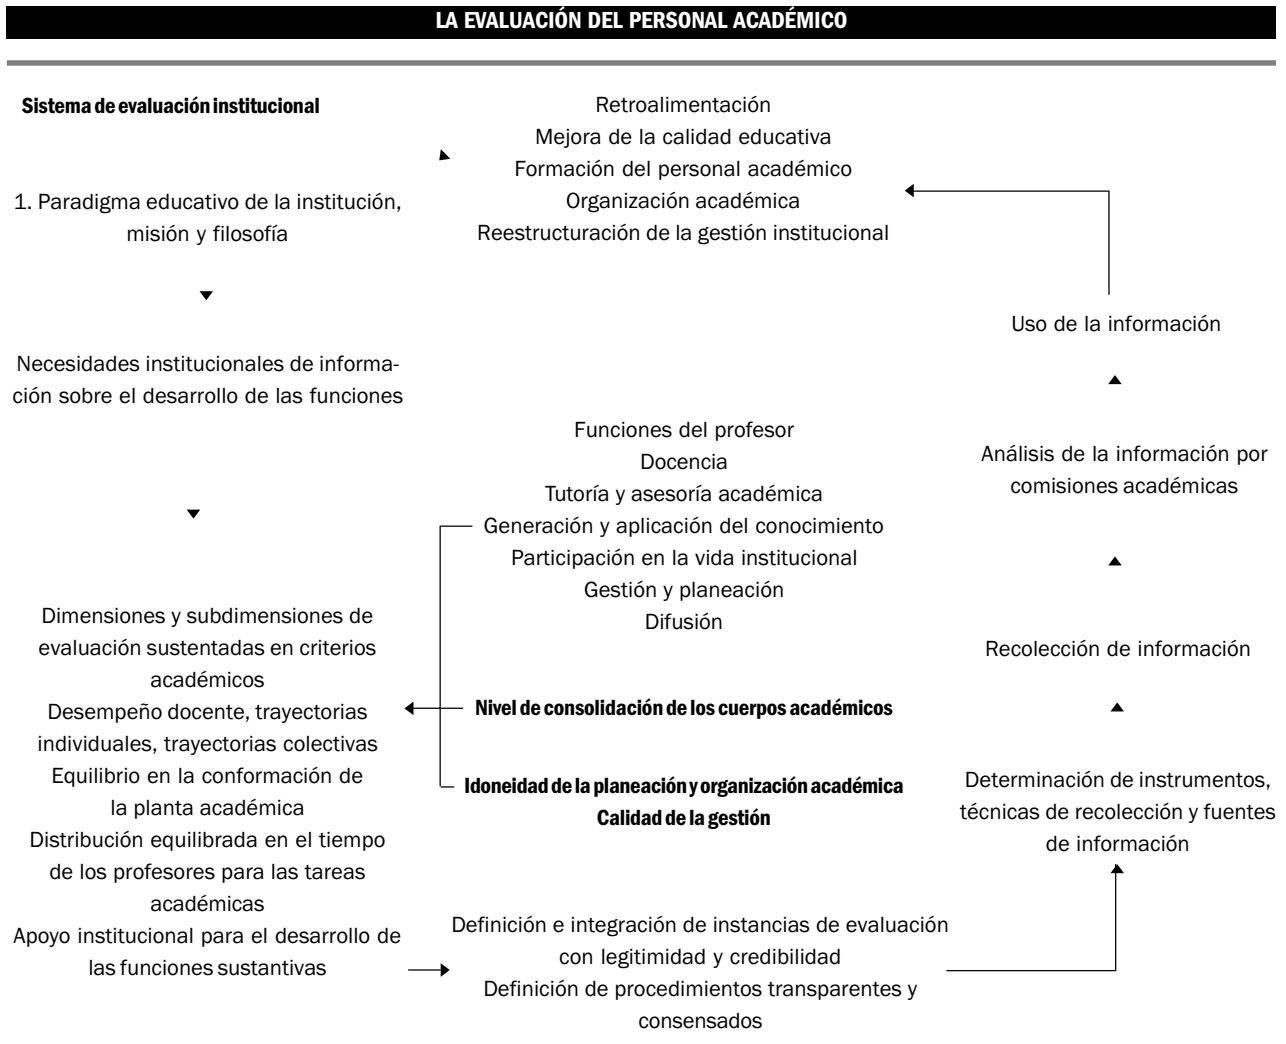 LA EVALUACIÓN DEL PERSONAL ACADÉMICO
Sistema de evaluación institucional
1. Paradigma educativo de la institución,
misión y filosofía
Necesidades institucionales de informa-
ción sobre el desarrollo de las funciones
Dimensiones y subdimensiones de
evaluación sustentadas en criterios
académicos
Desempeño docente, trayectorias
individuales, trayectorias colectivas
Equilibrio en la conformación de
la planta académica
Distribución equilibrada en el tiempo
de los profesores para las tareas
académicas
Apoyo institucional para el desarrollo de
las funciones sustantivas
Retroalimentación
Mejora de la calidad educativa
Formación del personal académico
Organización académica
Reestructuración de la gestión institucional
Funciones del profesor
Docencia
Tutoría y asesoría académica
Generación y aplicación del conocimiento
Participación en la vida institucional
Gestión y planeación
Difusión
Nivel de consolidación de los cuerpos académicos
Idoneidad de la planeación y organización académica
Calidad de la gestión
Definición e integración de instancias de evaluación
con legitimidad y credibilidad
Definición de procedimientos transparentes y
consensados
Uso de la información
Análisis de la información por
comisiones académicas
Recolección de información
Determinación de instrumentos,
técnicas de recolección y fuentes
de información